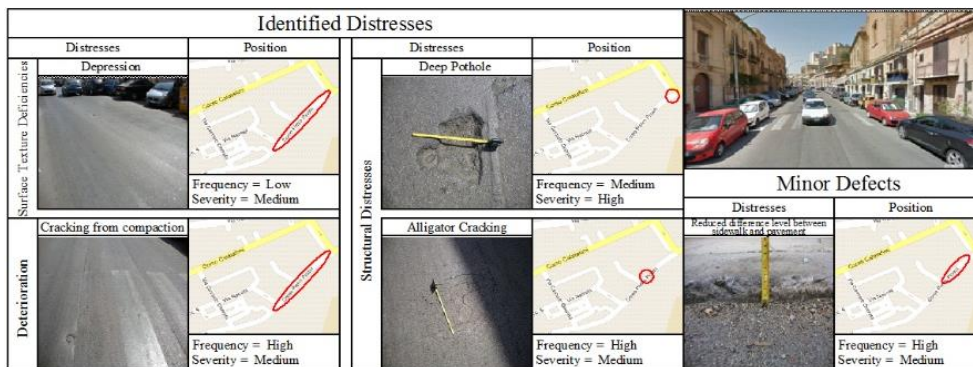 Identified Distresses
Distresses
Position
Distresses
Position
Surface Texture Deficiencies
Depression
Frequency = Low
Severity = Medium
Deterioration
Cracking from compaction
Frequency = High
Severity = Medium
Structural Distresses
Deep Pothole
Frequency = Medium
Severity = High
Alligator Cracking
Frequency = High
Severity = Medium
Minor Defects
Distresses
Position
Reduced difference level between
sidewalk and pavement
Frequency = High
Severity = Medium